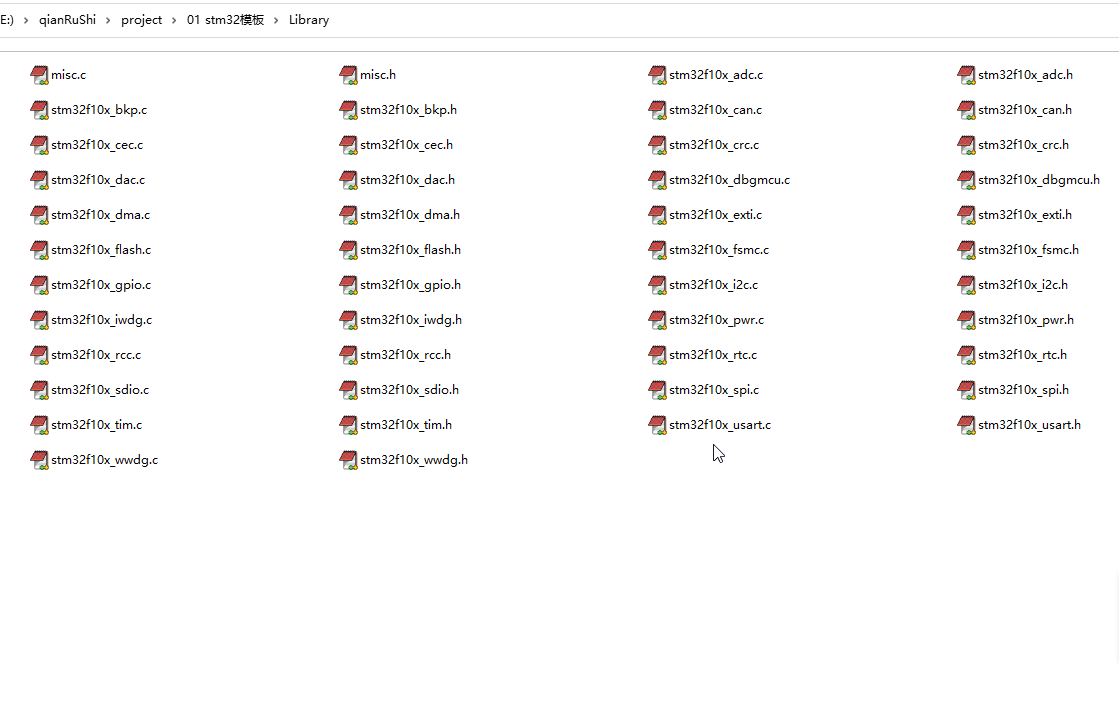 E:) › qianRuShi › project › 01 stm32模板 › Library
misc.c misc.h stm32f10x_adc.c stm32f10x_adc.h
stm32f10x_bkp.c stm32f10x_bkp.h stm32f10x_can.c stm32f10x_can.h
stm32f10x_cec.c stm32f10x_cec.h stm32f10x_crc.c stm32f10x_crc.h
stm32f10x_dac.c stm32f10x_dac.h stm32f10x_dbgmcu.c stm32f10x_dbgmcu.h
stm32f10x_dma.c stm32f10x_dma.h stm32f10x_exti.c stm32f10x_exti.h
stm32f10x_flash.c stm32f10x_flash.h stm32f10x_fsmc.c stm32f10x_fsmc.h
stm32f10x_gpio.c stm32f10x_gpio.h stm32f10x_i2c.c stm32f10x_i2c.h
stm32f10x_iwdg.c stm32f10x_iwdg.h stm32f10x_pwr.c stm32f10x_pwr.h
stm32f10x_rcc.c stm32f10x_rcc.h stm32f10x_rtc.c stm32f10x_rtc.h
stm32f10x_sdio.c stm32f10x_sdio.h stm32f10x_spi.c stm32f10x_spi.h
stm32f10x_tim.c stm32f10x_tim.h stm32f10x_usart.c stm32f10x_usart.h
stm32f10x_wwdg.c stm32f10x_wwdg.h